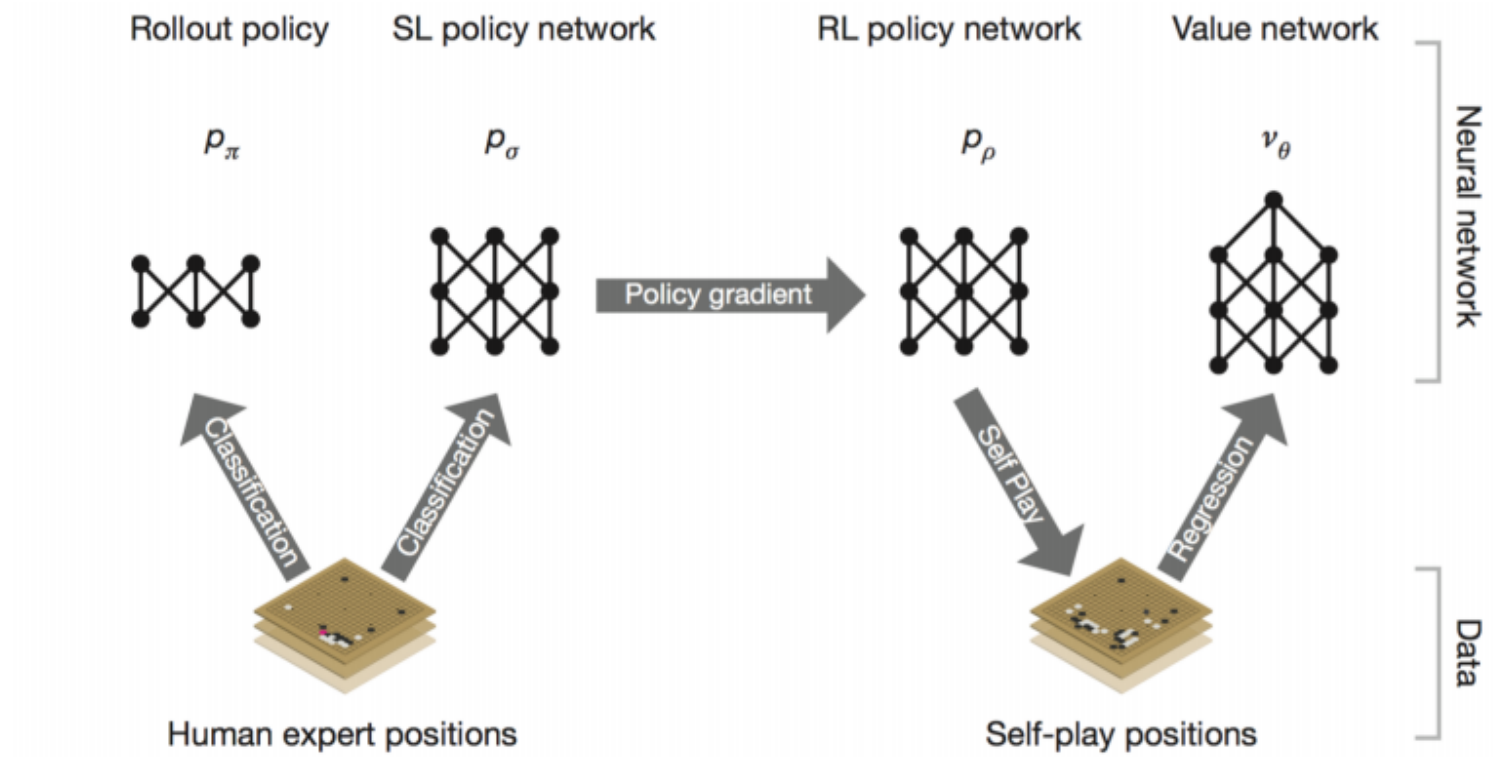 Rollout policy
SL policy network
RL policy network
Value network
pπ
pσ
pρ
νθ
Neural network
Policy gradient
Classification
Classification
Self Play
Regression
Data
Human expert positions
Self-play positions